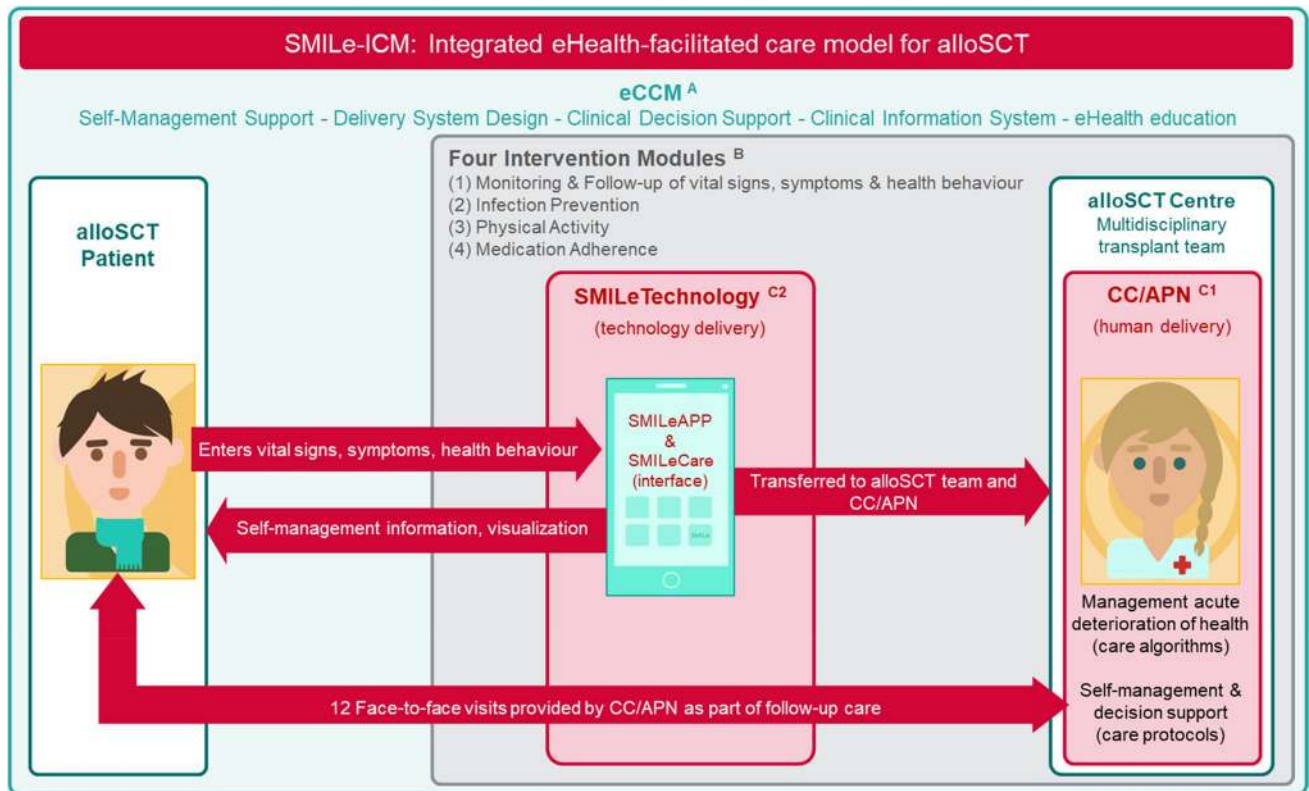 SMILe-ICM: Integrated eHealth-facilitated care model for alloSCT
eCCM A
Self-Management Support - Delivery System Design - Clinical Decision Support - Clinical Information System - eHealth education
Four Intervention Modules B
(1) Monitoring & Follow-up of vital signs, symptoms & health behaviour
(2) Infection Prevention
(3) Physical Activity
(4) Medication Adherence
alloSCT
Patient
SMILeTechnology C2
(technology delivery)
alloSCT Centre
Multidisciplinary
transplant team
CC/APN C1
(human delivery)
Enters vital signs, symptoms, health behaviour
SMILeAPP
&
SMILeCare
(interface)
SMILe
Transferred to alloSCT team and
CC/APN
Self-management information, visualization
Management acute
deterioration of health
(care algorithms)
Self-management &
decision support
(care protocols)
12 Face-to-face visits provided by CC/APN as part of follow-up care